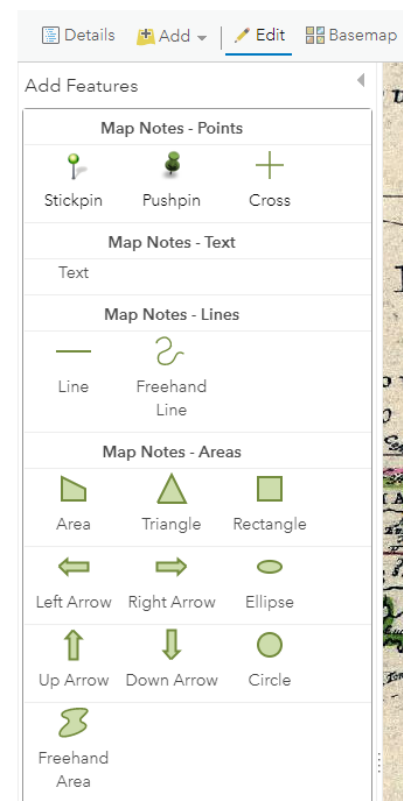 Details Add Edit Basemap
Add Features
Map Notes - Points
Stickpin Pushpin Cross
Map Notes - Text
Text
Map Notes - Lines
Line Freehand Line
Map Notes - Areas
Area Triangle Rectangle
Left Arrow Right Arrow Ellipse
Up Arrow Down Arrow Circle
Freehand
Area